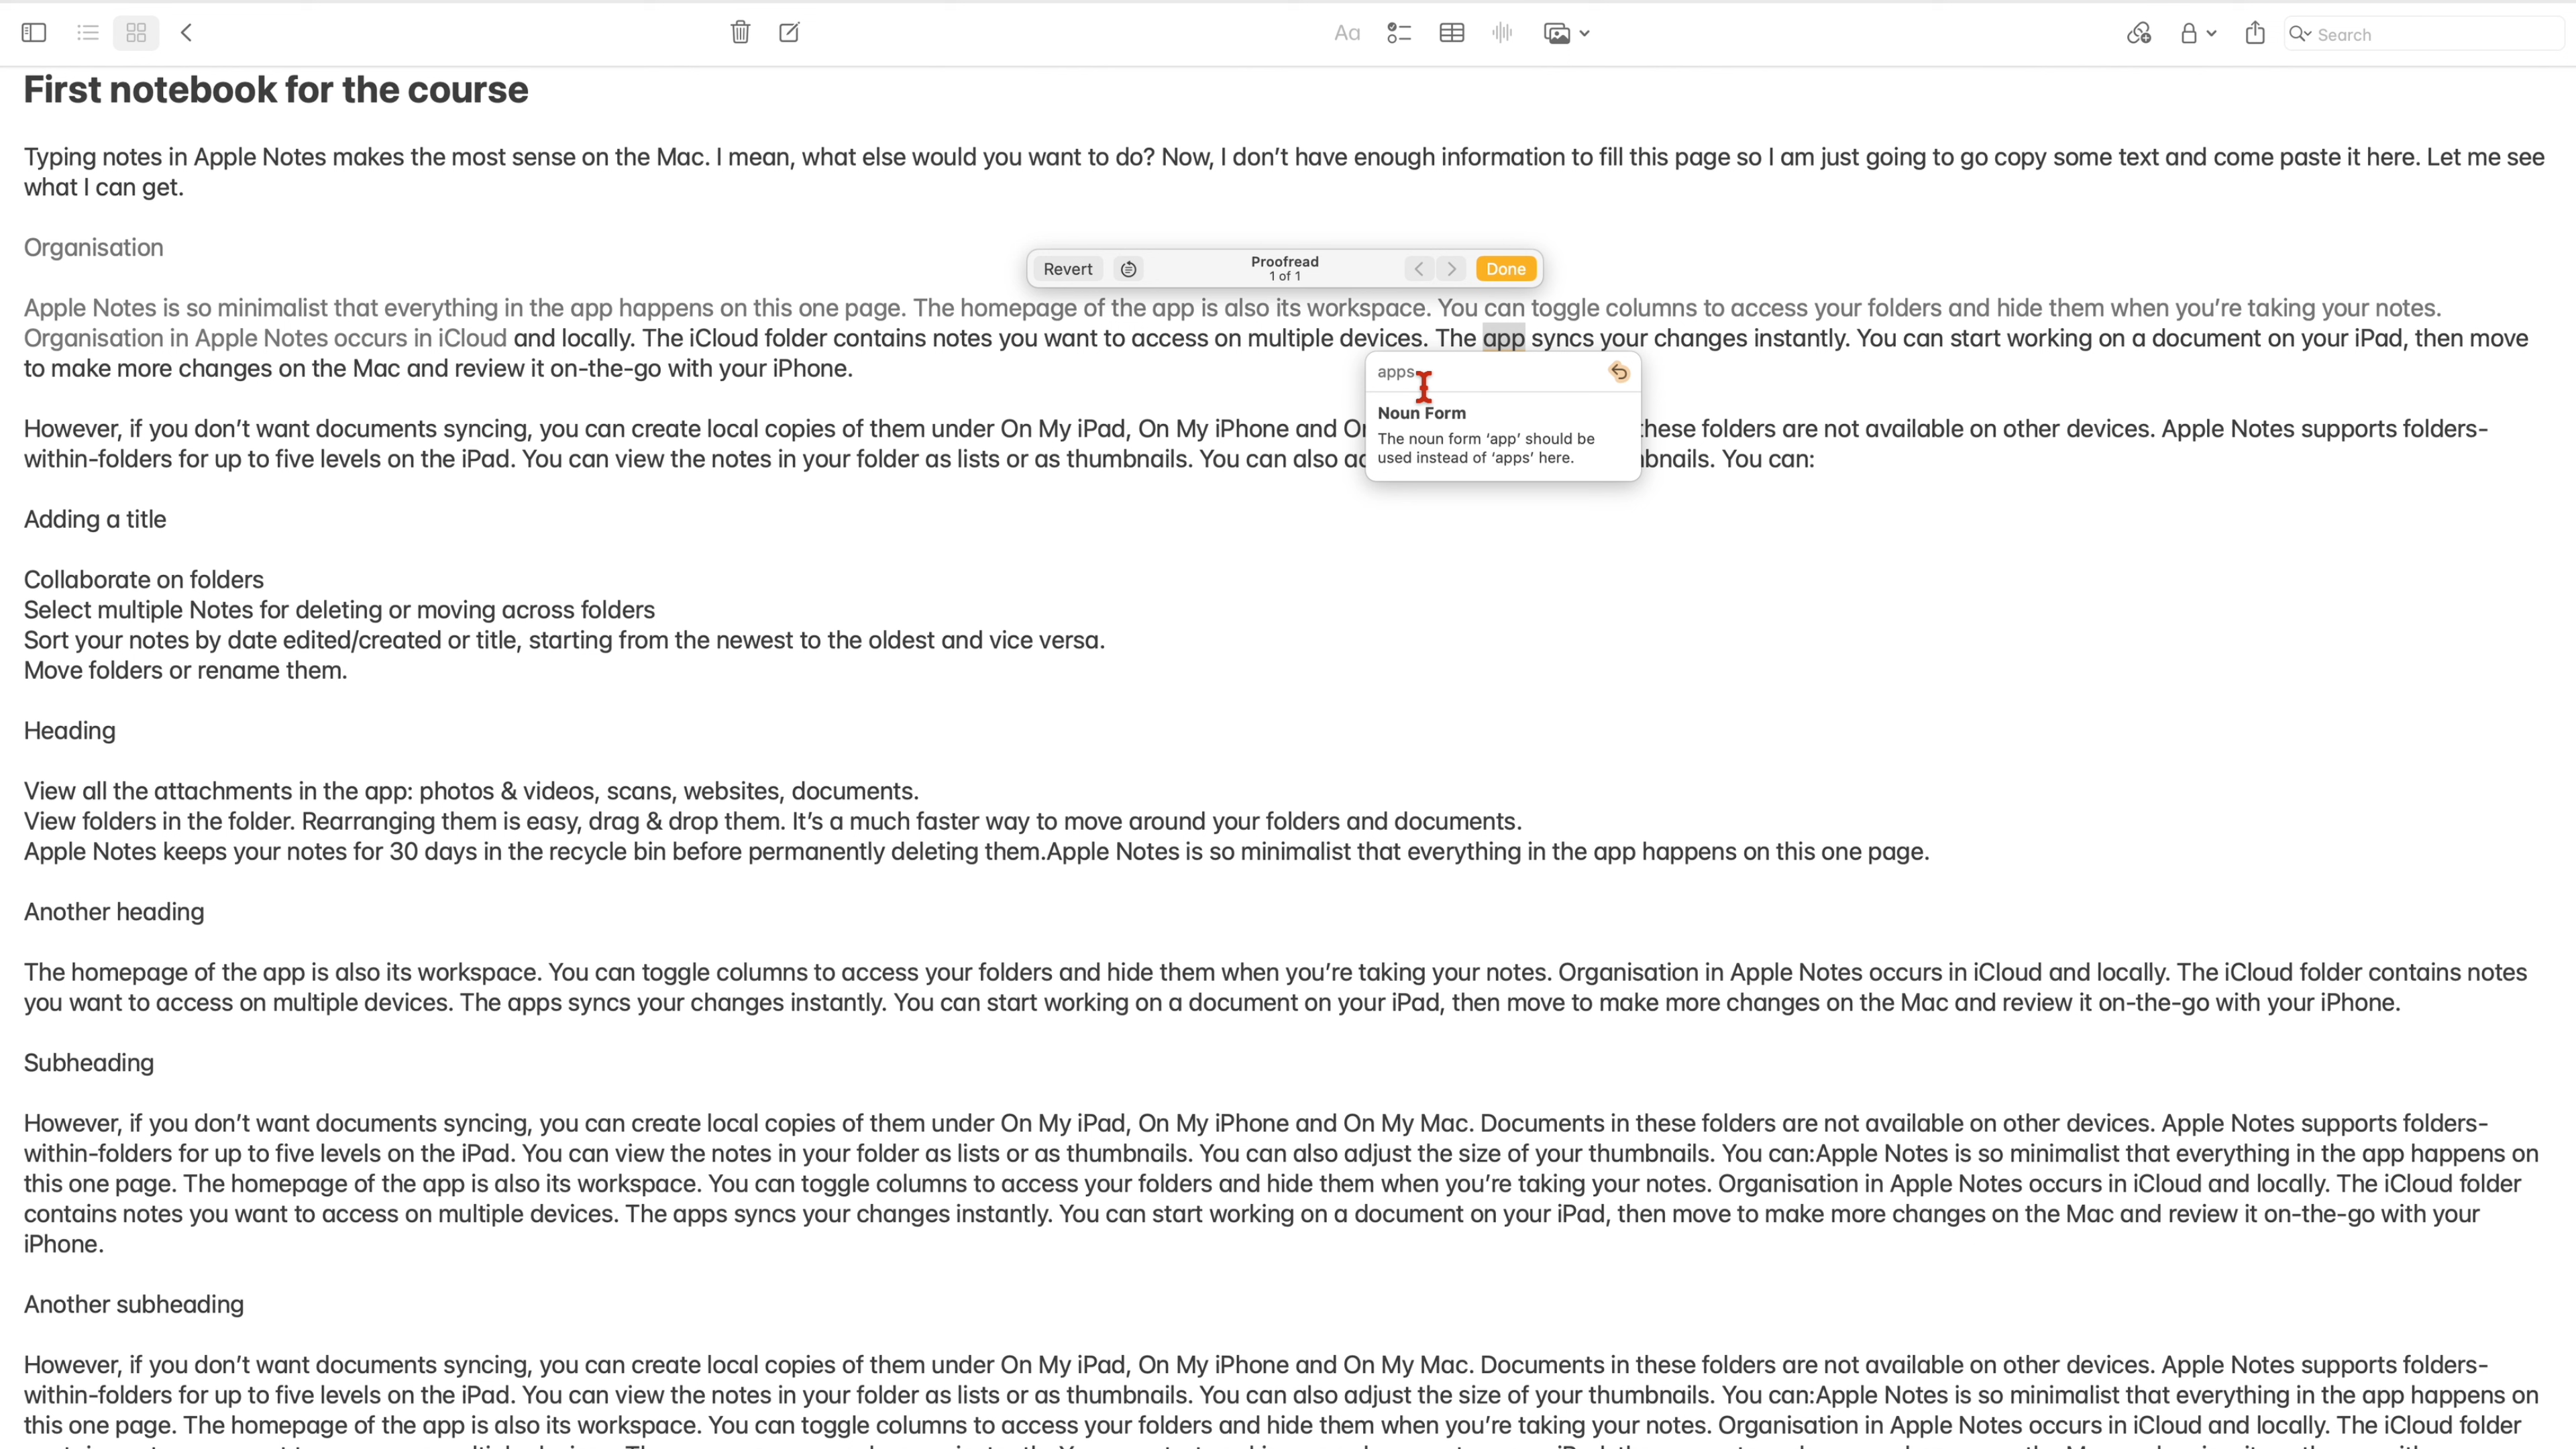 Aa
Search
First notebook for the course
Typing notes in Apple Notes makes the most sense on the Mac. I mean, what else would you want to do? Now, I don't have enough information to fill this page so I am just going to go copy some text and come paste it here. Let me see
what I can get.
Organisation
Revert
Proofread
1 of 1
Done
Apple Notes is so minimalist that everything in the app happens on this one page. The homepage of the app is also its workspace. You can toggle columns to access your folders and hide them when you're taking your notes.
Organisation in Apple Notes occurs in iCloud and locally. The iCloud folder contains notes you want to access on multiple devices. The app syncs your changes instantly. You can start working on a document on your iPad, then move
to make more changes on the Mac and review it on-the-go with your iPhone.
apps
Noun Form
The noun form 'app' should be
used instead of 'apps' here.
However, if you don't want documents syncing, you can create local copies of them under On My iPad, On My iPhone and these folders are not available on other devices. Apple Notes supports folders-
within-folders for up to five levels on the iPad. You can view the notes in your folder as lists or as thumbnails. You can also You can:
Adding a title
Collaborate on folders
Select multiple Notes for deleting or moving across folders
Sort your notes by date edited/created or title, starting from the newest to the oldest and vice versa.
Move folders or rename them.
Heading
View all the attachments in the app: photos & videos, scans, websites, documents.
View folders in the folder. Rearranging them is easy, drag & drop them. It's a much faster way to move around your folders and documents.
Apple Notes keeps your notes for 30 days in the recycle bin before permanently deleting them.Apple Notes is so minimalist that everything in the app happens on this one page.
Another heading
The homepage of the app is also its workspace. You can toggle columns to access your folders and hide them when you're taking your notes. Organisation in Apple Notes occurs in iCloud and locally. The iCloud folder contains notes
you want to access on multiple devices. The apps syncs your changes instantly. You can start working on a document on your iPad, then move to make more changes on the Mac and review it on-the-go with your iPhone.
Subheading
However, if you don't want documents syncing, you can create local copies of them under On My iPad, On My iPhone and On My Mac. Documents in these folders are not available on other devices. Apple Notes supports folders-
within-folders for up to five levels on the iPad. You can view the notes in your folder as lists or as thumbnails. You can also adjust the size of your thumbnails. You can:Apple Notes is so minimalist that everything in the app happens on
this one page. The homepage of the app is also its workspace. You can toggle columns to access your folders and hide them when you're taking your notes. Organisation in Apple Notes occurs in iCloud and locally. The iCloud folder
contains notes you want to access on multiple devices. The apps syncs your changes instantly. You can start working on a document on your iPad, then move to make more changes on the Mac and review it on-the-go with your
iPhone.
Another subheading
However, if you don't want documents syncing, you can create local copies of them under On My iPad, On My iPhone and On My Mac. Documents in these folders are not available on other devices. Apple Notes supports folders-
within-folders for up to five levels on the iPad. You can view the notes in your folder as lists or as thumbnails. You can also adjust the size of your thumbnails. You can:Apple Notes is so minimalist that everything in the app happens on
this one page. The homepage of the app is also its workspace. You can toggle columns to access your folders and hide them when you're taking your notes. Organisation in Apple Notes occurs in iCloud and locally. The iCloud folder